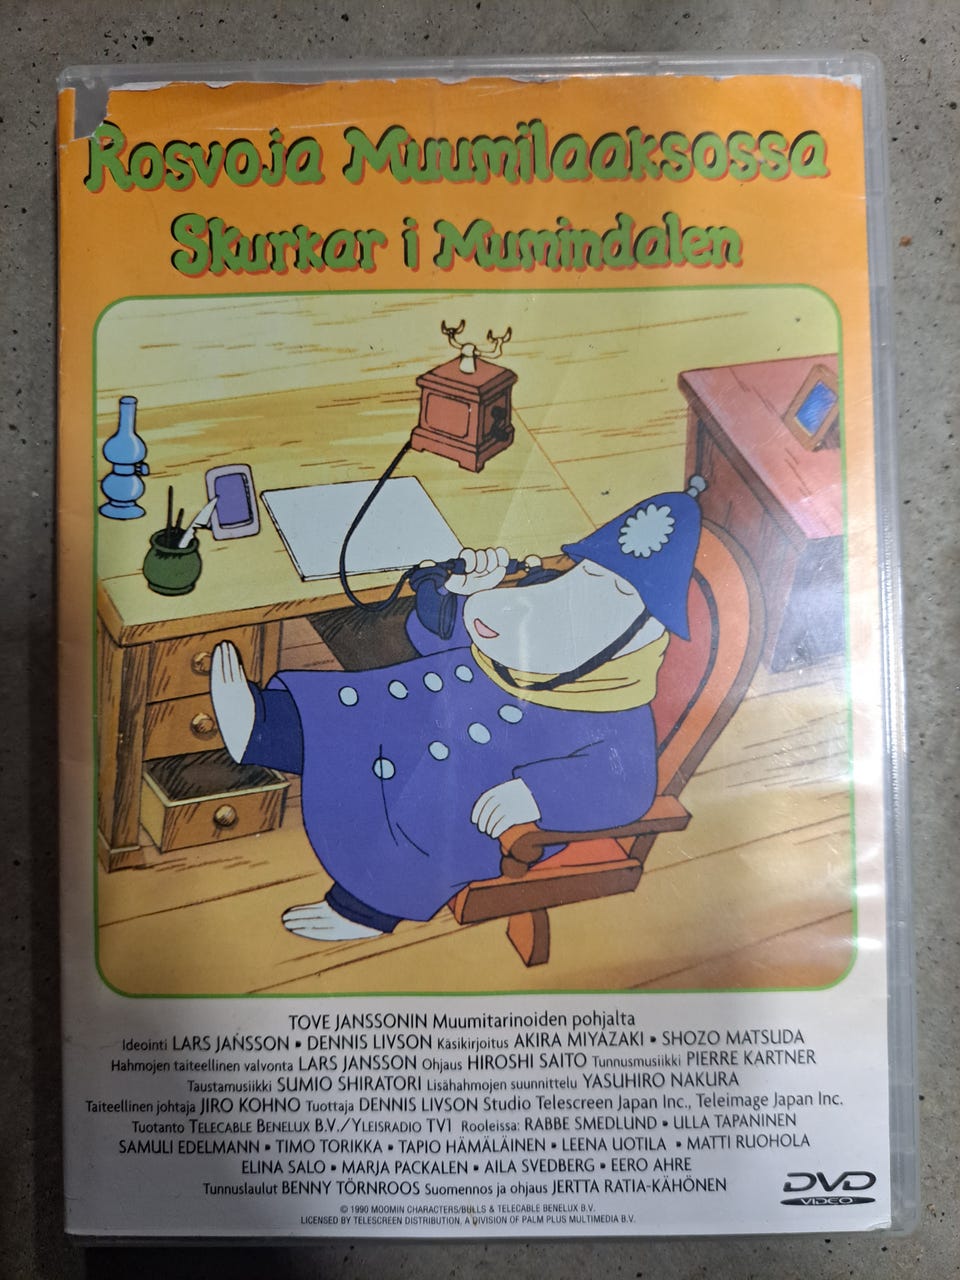 Rosvoja Muumilaaksossa
Skurkar i Mumindalen
TOVE JANSSONIN Muumitarinoiden pohjalta
Ideointi LARS JANSSON • DENNIS LIVSON Käsikirjoitus AKIRA MIYAZAKI • SHOZO MATSUDA
Hahmojen taiteellinen valvonta LARS JANSSON Ohjaus HIROSHI SAITO Tunnusmusiikki PIERRE KARTNER
Taustamusiikki SUMIO SHIRATORI Lisähahmojen suunnittelu YASUHIRO NAKURA
Taiteellinen johtaja JIRO KOHNO Tuottaja DENNIS LIVSON Studio Telescreen Japan Inc., Teleimage Japan Inc.
Tuotanto TELECABLE BENELUX B.V./YLEISRADIO TV1 Rooleissa: RABBE SMEDLUND • ULLA TAPANINEN
SAMULI EDELMANN • TIMO TORIKKA • TAPIO HÄMÄLÄINEN • LEENA UOTILA • MATTI RUOHOLA
ELINA SALO • MARJA PACKALEN • AILA SVEDBERG • EERO AHRE
Tunnuslaulut BENNY TÖRNROOS Suomennos ja ohjaus JERTTA RATIA-KÄHÖNEN
DVD
VIDEO
© 1990 MOOMIN CHARACTERS/BULLS & TELECABLE BENELUX B.V.
LICENSED BY TELESCREEN DISTRIBUTION, A DIVISION OF PALM PLUS MULTIMEDIA B.V.